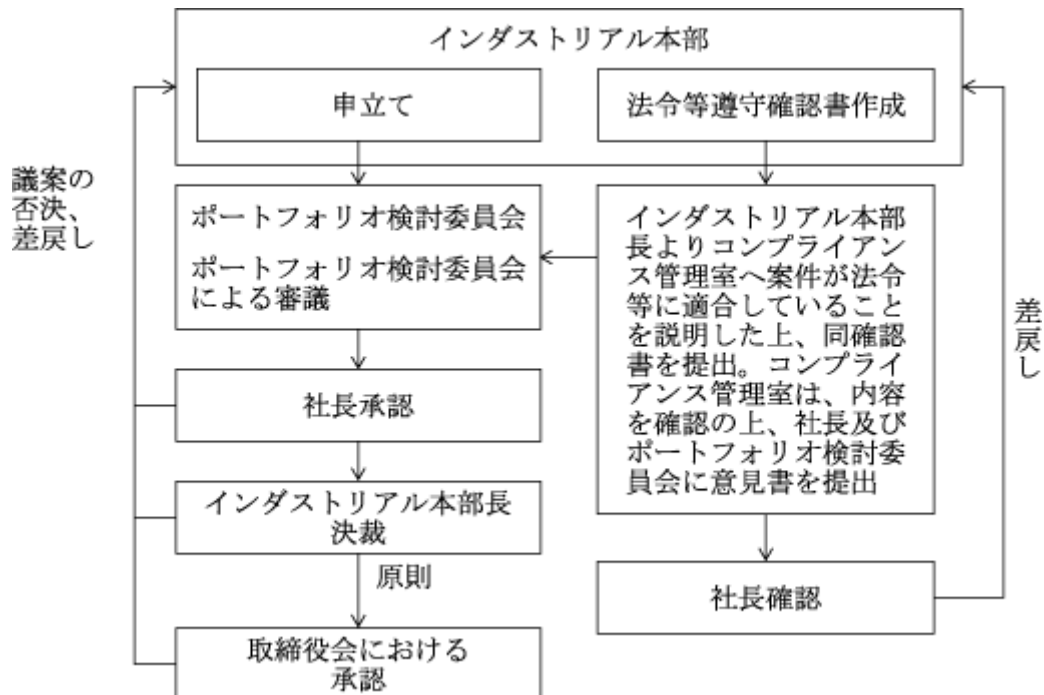 インダストリアル本部
申立て
法令等遵守確認書作成
議案の
否決、
差戻し
ポートフォリオ検討委員会
ポートフォリオ検討委員会
による審議
インダストリアル本部
長よりコンプライアン
ス管理室へ案件が法令
等に適合していること
を説明した上、同確認
書を提出。コンプライ
アンス管理室は、内容
を確認の上、社長及び
ポートフォリオ検討委
員会に意見書を提出
差戻し
社長承認
インダストリアル本部長
決裁
原則
社長確認
取締役会における
承認